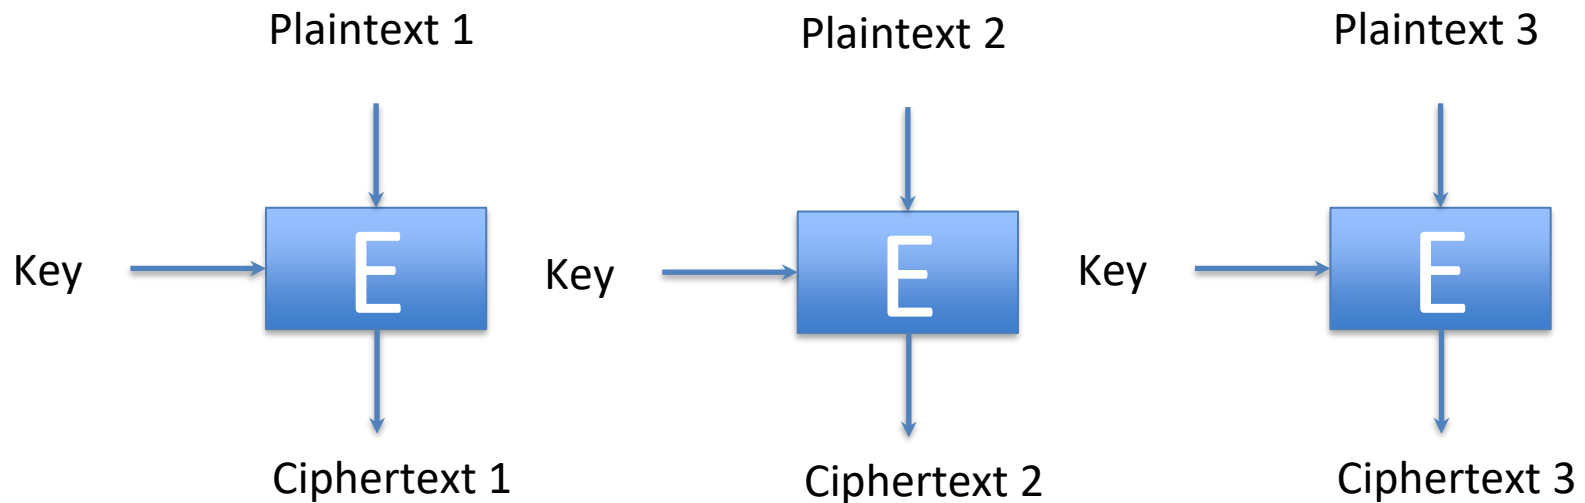 Plaintext 1
Plaintext 2
Plaintext 3
Key
E
Key
E
Key
E
Ciphertext 1
Ciphertext 2
Ciphertext 3